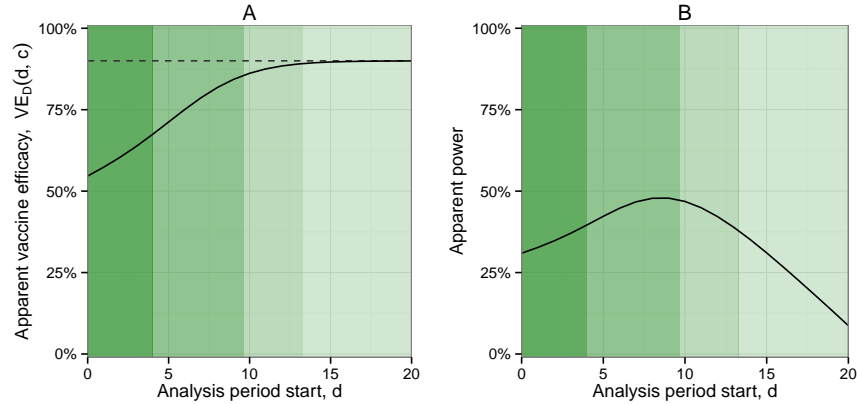 A
Apparent vaccine efficacy, VE_D(d, c)
100%
75%
50%
25%
0%
0 5 10 15 20
Analysis period start, d
B
Apparent power
100%
75%
50%
25%
0%
0 5 10 15 20
Analysis period start, d